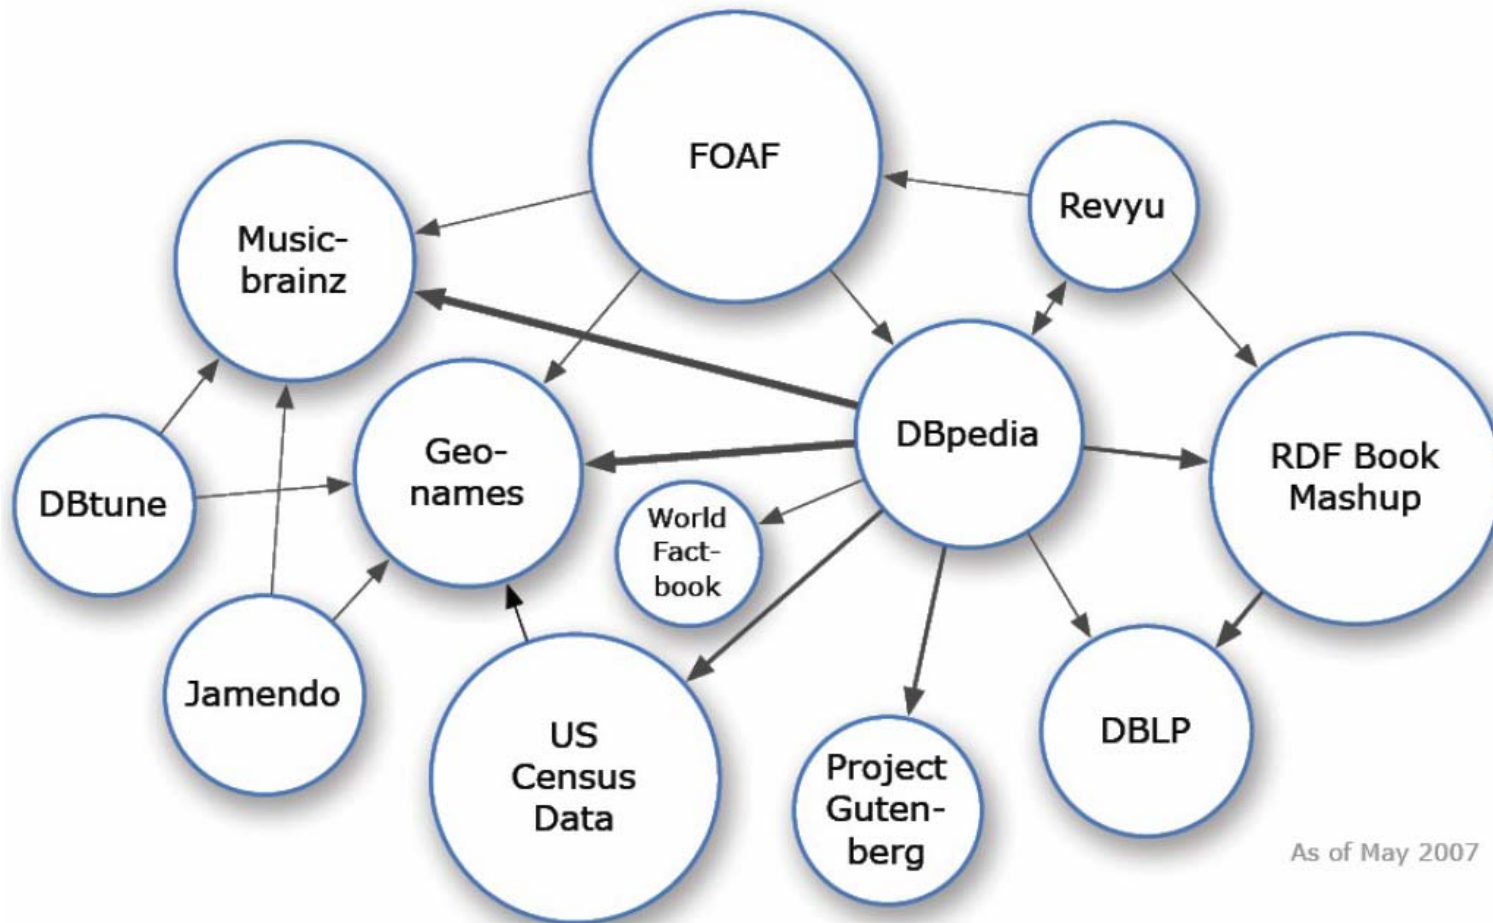 FOAF
Revyu
Music-
brainz
DBpedia
Geo-
names
RDF Book
Mashup
DBtune
World
Fact-
book
Jamendo
US
Census
Data
DBLP
Project
Guten-
berg
As of May 2007